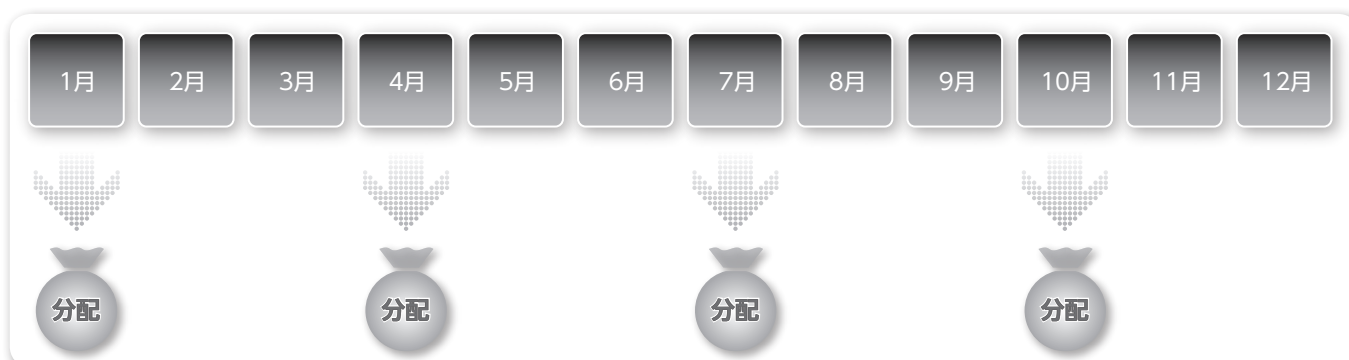 1月 2月 3月 4月 5月 6月 7月 8月 9月 10月 11月 12月
分配 分配 分配 分配